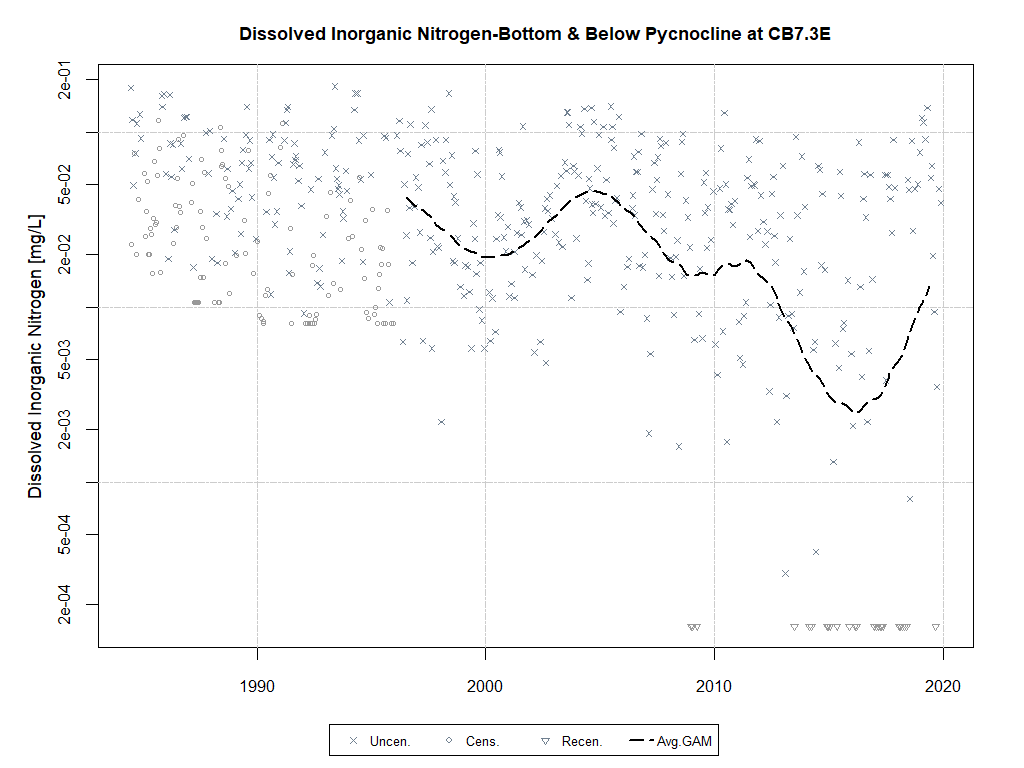 Dissolved Inorganic Nitrogen-Bottom & Below Pycnocline at CB7.3E
Dissolved Inorganic Nitrogen [mg/L]
2e-01
5e-02
2e-02
5e-03
2e-03
5e-04
2e-04
1990
2000
2010
2020
Uncen.
Cens.
Recen.
Avg.GAM